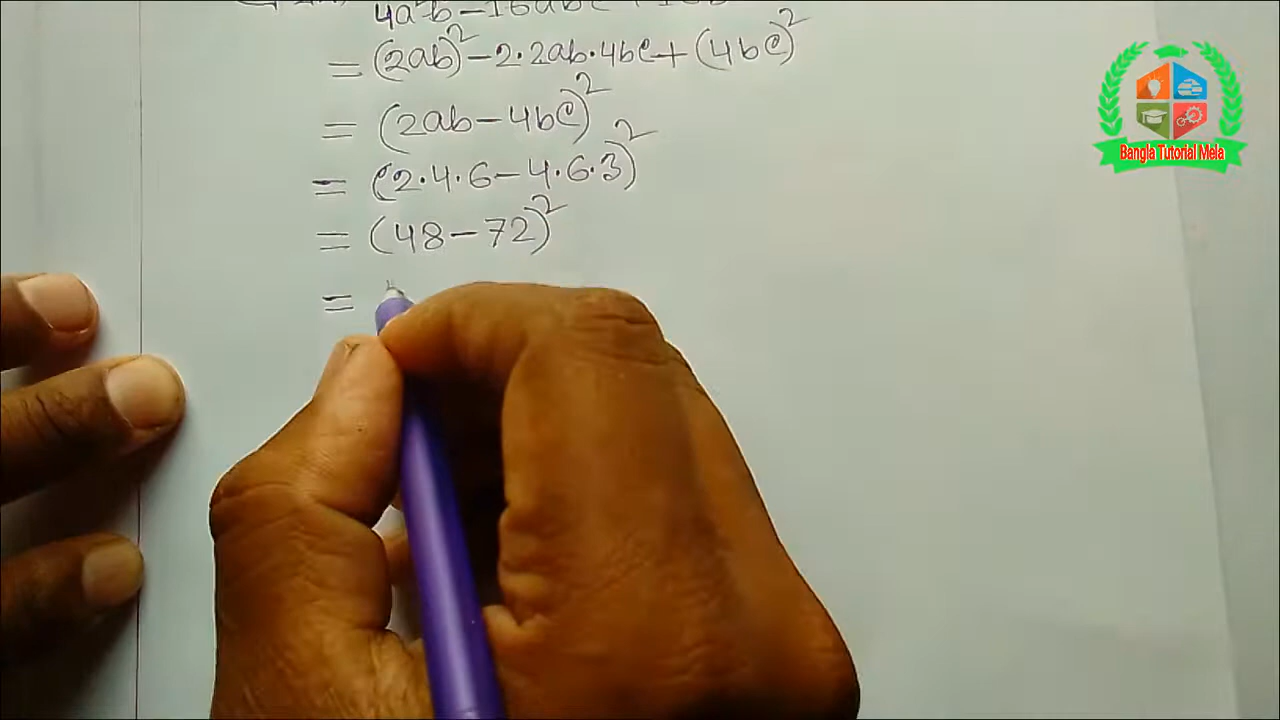 = (2ab)² - 2·2ab·4bc + (4bc)²
= (2ab - 4bc)²
= (2·4·6 - 4·6·3)²
= (48 - 72)²
=
Bangla Tutorial Mela